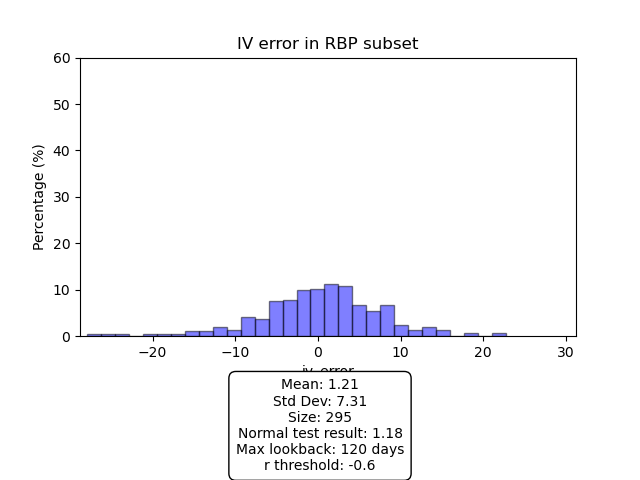 IV error in RBP subset
60
50
40
30
20
10
0
Percentage (%)
−20
−10
0
10
20
30
iv_error
Mean: 1.21
Std Dev: 7.31
Size: 295
Normal test result: 1.18
Max lookback: 120 days
r threshold: -0.6